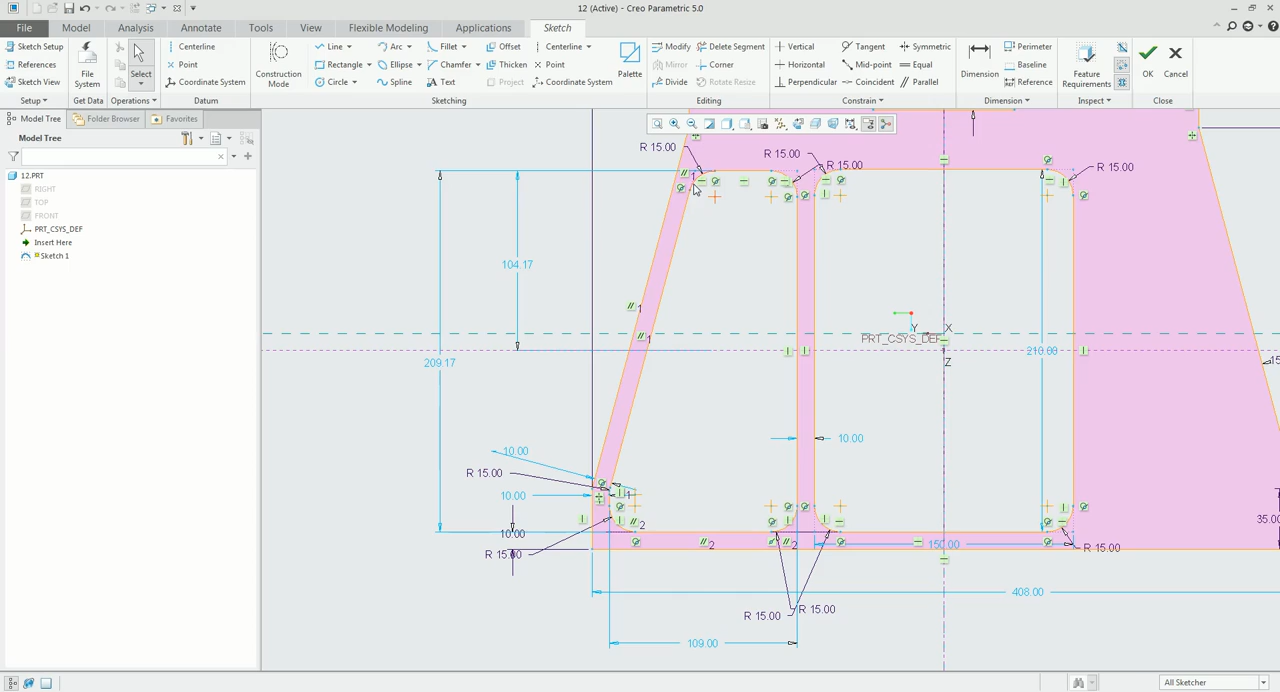 12 (Active) - Creo Parametric 5.0
File Model Analysis Annotate Tools View Flexible Modeling Applications Sketch
Sketch Setup
References
Sketch View
Setup
File System
Get Data
Select
Operations
Centerline
Point
Coordinate System
Datum
Construction Mode
Line Arc Fillet Offset Centerline
Rectangle Ellipse Chamfer Thicken Point
Circle Spline Text Project Coordinate System
Palette
Sketching
Modify Delete Segment
Mirror Corner
Divide Rotate Resize
Editing
Vertical Tangent Symmetric
Horizontal Mid-point Equal
Perpendicular Coincident Parallel
Constrain
Dimension
Perimeter
Baseline
Reference
Dimension
Feature Requirements
Inspect
OK
Cancel
Close
Model Tree Folder Browser Favorites
Model Tree
12.PRT
RIGHT
TOP
FRONT
PRT_CSYS_DEF
Insert Here
Sketch 1
R 15.00
R 15.00
R 15.00
R 15.00
1
104.17
1
1
Y X
PRT_CSYS_DEF
Z
210.00
209.17
10.00
10.00
R 15.00
10.00
1
10.00
2
R 15.00
2
2
150.00
R 15.00
35.00
408.00
R 15.00
R 15.00
109.00
All Sketcher